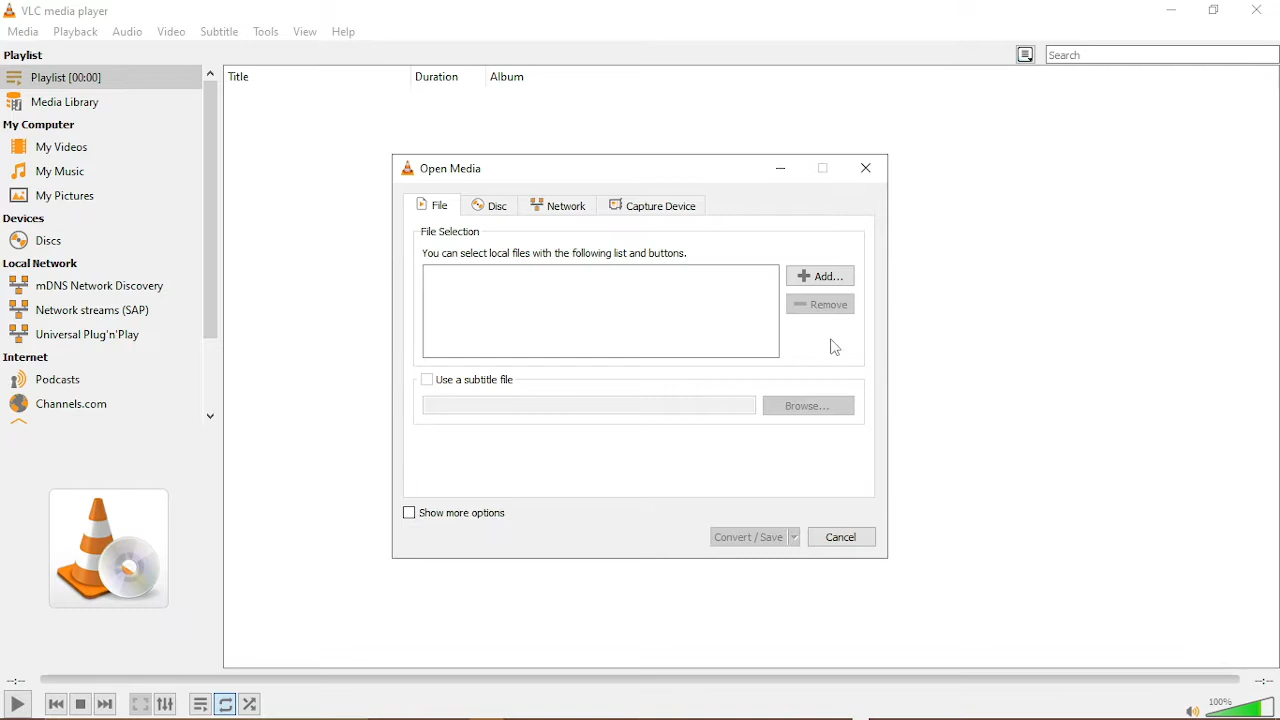 VLC media player
Media Playback Audio Video Subtitle Tools View Help
Playlist
Search
Playlist [00:00]
Title Duration Album
Media Library
My Computer
My Videos
My Music
My Pictures
Devices
Discs
Local Network
mDNS Network Discovery
Network streams (SAP)
Universal Plug'n'Play
Internet
Podcasts
Channels.com
Open Media
File Disc Network Capture Device
File Selection
You can select local files with the following list and buttons.
Add...
Remove
Use a subtitle file
Browse...
Show more options
Convert / Save
Cancel
--:--
--:--
100%